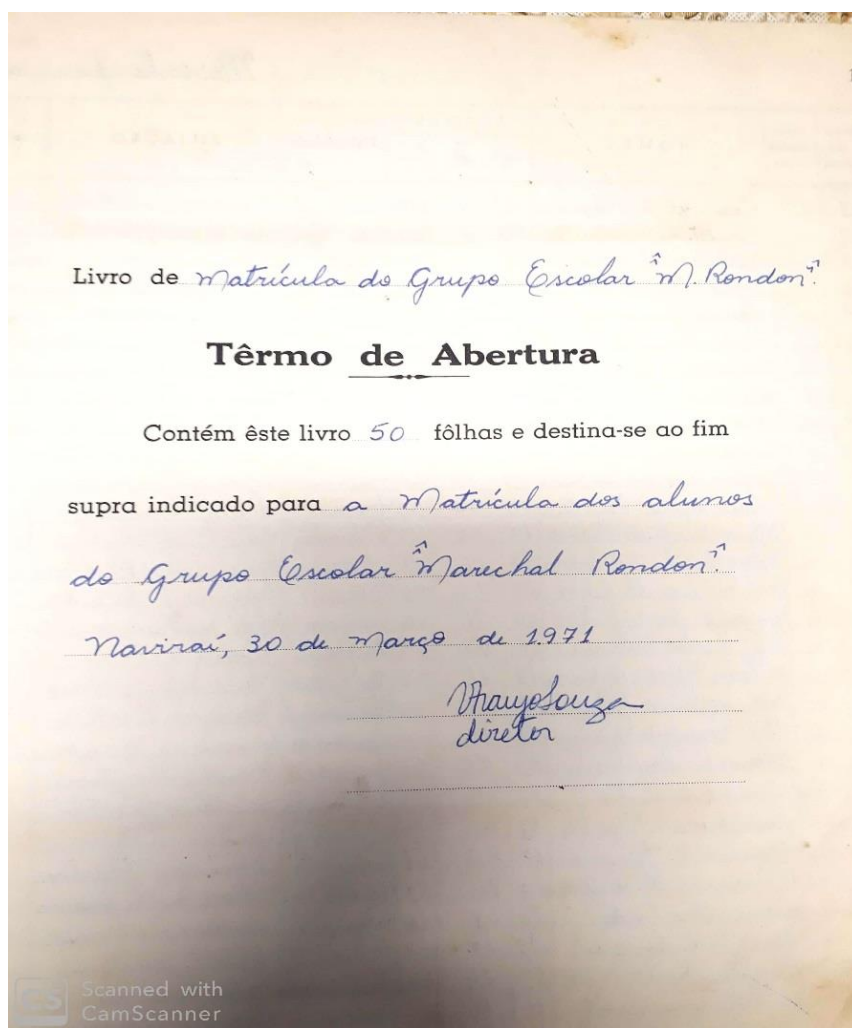 Livro de Matrícula do Grupo Escolar "M. Rondon".
Têrmo de Abertura
Contém êste livro 50 fôlhas e destina-se ao fim
supra indicado para a Matrícula dos alunos
do Grupo Escolar "Marechal Rondon".
Naviraí, 30 de Março de 1971
diretor
CS Scanned with
CamScanner